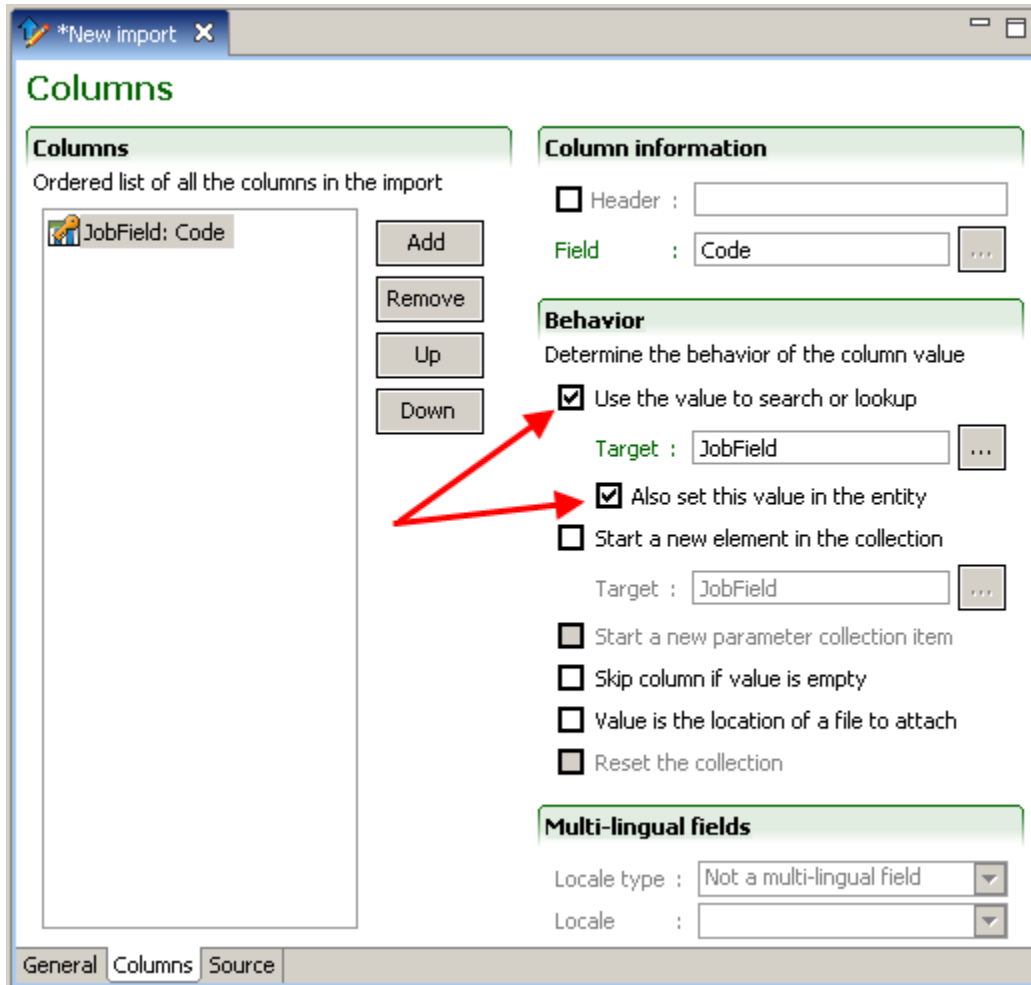 *New import
Columns
Columns
Ordered list of all the columns in the import
JobField: Code
Add
Remove
Up
Down
Column information
Header :
Field : Code ...
Behavior
Determine the behavior of the column value
Use the value to search or lookup
Target : JobField ...
Also set this value in the entity
Start a new element in the collection
Target : JobField ...
Start a new parameter collection item
Skip column if value is empty
Value is the location of a file to attach
Reset the collection
Multi-lingual fields
Locale type : Not a multi-lingual field
Locale :
General Columns Source